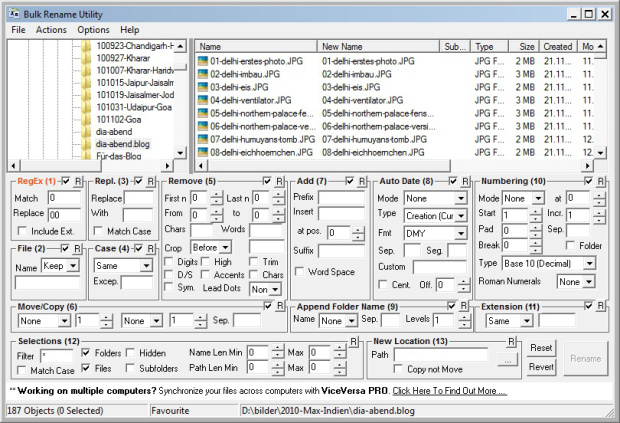 Bulk Rename Utility
File Actions Options Help
100923-Chandigarh-H
100927-Kharar
101007-Kharar-Haridw
101015-Jaipur-Jaisalm
101019-Jaisalmer-Jod
101031-Udaipur-Goa
101102-Goa
dia-abend
dia-abend.blog
Für-das-Blog
Name New Name Sub... Type Size Created Mo
01-delhi-erstes-photo.JPG 01-delhi-erstes-photo.JPG JPG F... 2 MB 21.11... 11.
02-delhi-imbau.JPG 02-delhi-imbau.JPG JPG F... 3 MB 21.11... 11.
03-delhi-eis.JPG 03-delhi-eis.JPG JPG F... 2 MB 21.11... 11.
04-delhi-ventilator.JPG 04-delhi-ventilator.JPG JPG F... 3 MB 21.11... 11.
05-delhi-northern-palace-fe... 05-delhi-northern-palace-fens... JPG F... 2 MB 21.11... 11.
06-delhi-northern-palace-ve... 06-delhi-northern-palace-versi... JPG F... 2 MB 21.11... 11.
07-delhi-humuyans-tomb.JPG 07-delhi-humuyans-tomb.JPG JPG F... 2 MB 21.11... 12.
08-delhi-eichhoernchen.JPG 08-delhi-eichhoernchen.JPG JPG F... 3 MB 21.11... 12.
RegEx (1) R Repl. (3) R Remove (5) R Add (7) R Auto Date (8) R Numbering (10) R
Match 0 Replace First n 0 Last n 0 Prefix Mode None Mode None at 0
Replace 00 With From 0 to 0 Insert Type Creation (Cur Start 1 Incr. 1
Include Ext. Match Case Chars Words at pos. 0 Fmt DMY Pad 0 Sep.
File (2) R Case (4) R Crop Before Suffix Sep. Seg. Break 0 Folder
Name Keep Same Digits High Trim Custom Type Base 10 (Decimal)
Excep. D/S Accents Chars Word Space Cent. Off. 0 Roman Numerals None
Sym. Lead Dots Non
Move/Copy (6) R Append Folder Name (9) R Extension (11) R
None 1 None 1 Sep. Name None Sep. Levels 1 Same
Selections (12) R New Location (13) R
Filter * Folders Hidden Name Len Min 0 Max 0 Path ... Reset
Match Case Files Subfolders Path Len Min 0 Max 0 Copy not Move Revert
Rename
** Working on multiple computers? Synchronize your files across computers with ViceVersa PRO. Click Here To Find Out More ...
187 Objects (0 Selected) Favourite D:\bilder\2010-Max-Indien\dia-abend.blog